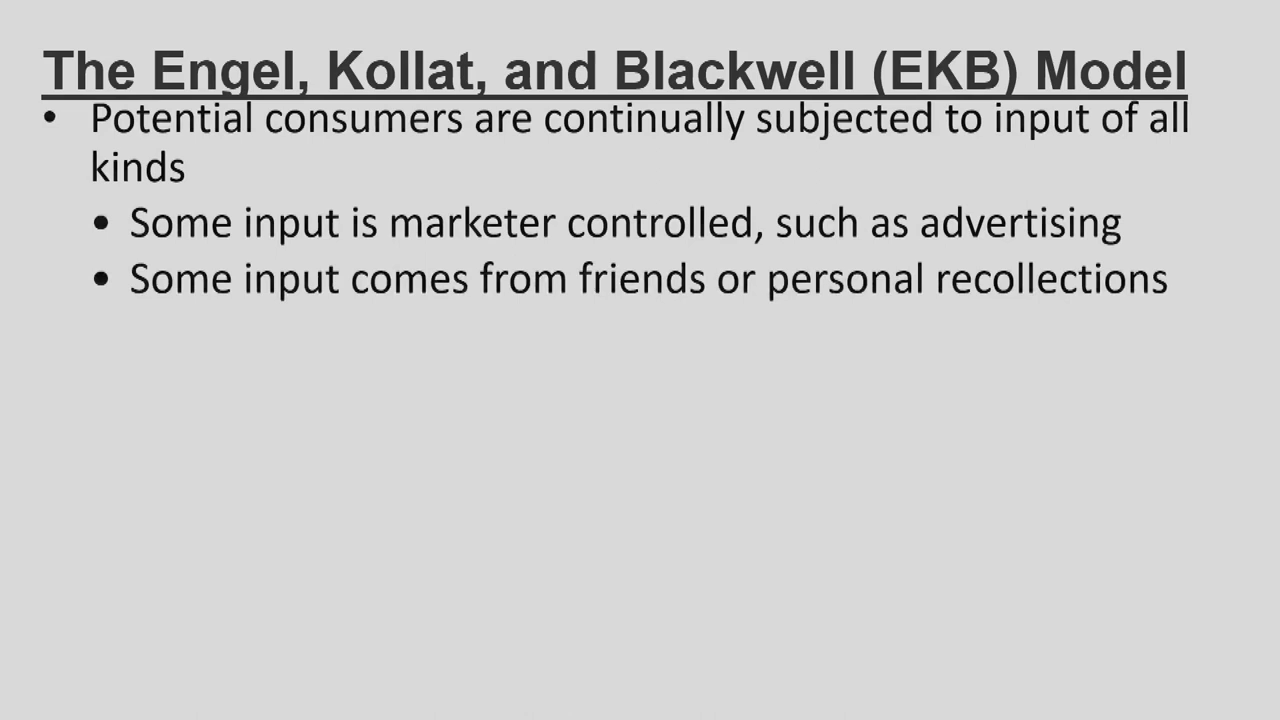 The Engel, Kollat, and Blackwell (EKB) Model
• Potential consumers are continually subjected to input of all
kinds
• Some input is marketer controlled, such as advertising
• Some input comes from friends or personal recollections